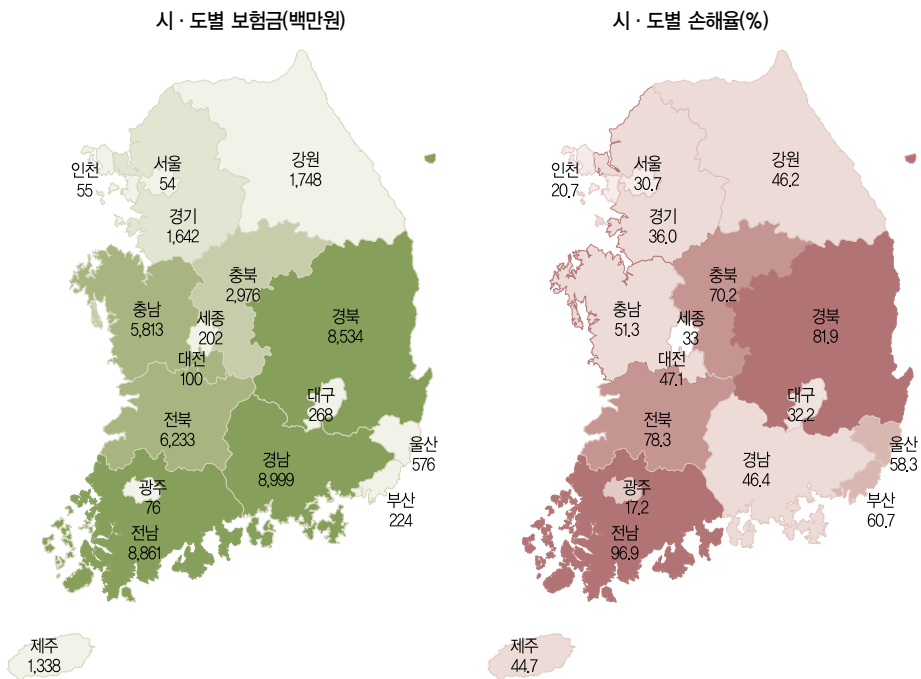 시 · 도별 보험금(백만원)
인천
55
서울
54
강원
1,748
경기
1,642
충북
2,976
충남
5,813
세종
202
경북
8,534
대전
100
대구
268
전북
6,233
경남
8,999
울산
576
광주
76
부산
224
전남
8,861
제주
1,338
시 · 도별 손해율(%)
인천
20.7
서울
30.7
강원
46.2
경기
36.0
충북
70.2
충남
51.3
세종
33
경북
81.9
대전
47.1
대구
32.2
전북
78.3
경남
46.4
울산
58.3
광주
17.2
부산
60.7
전남
96.9
제주
44.7